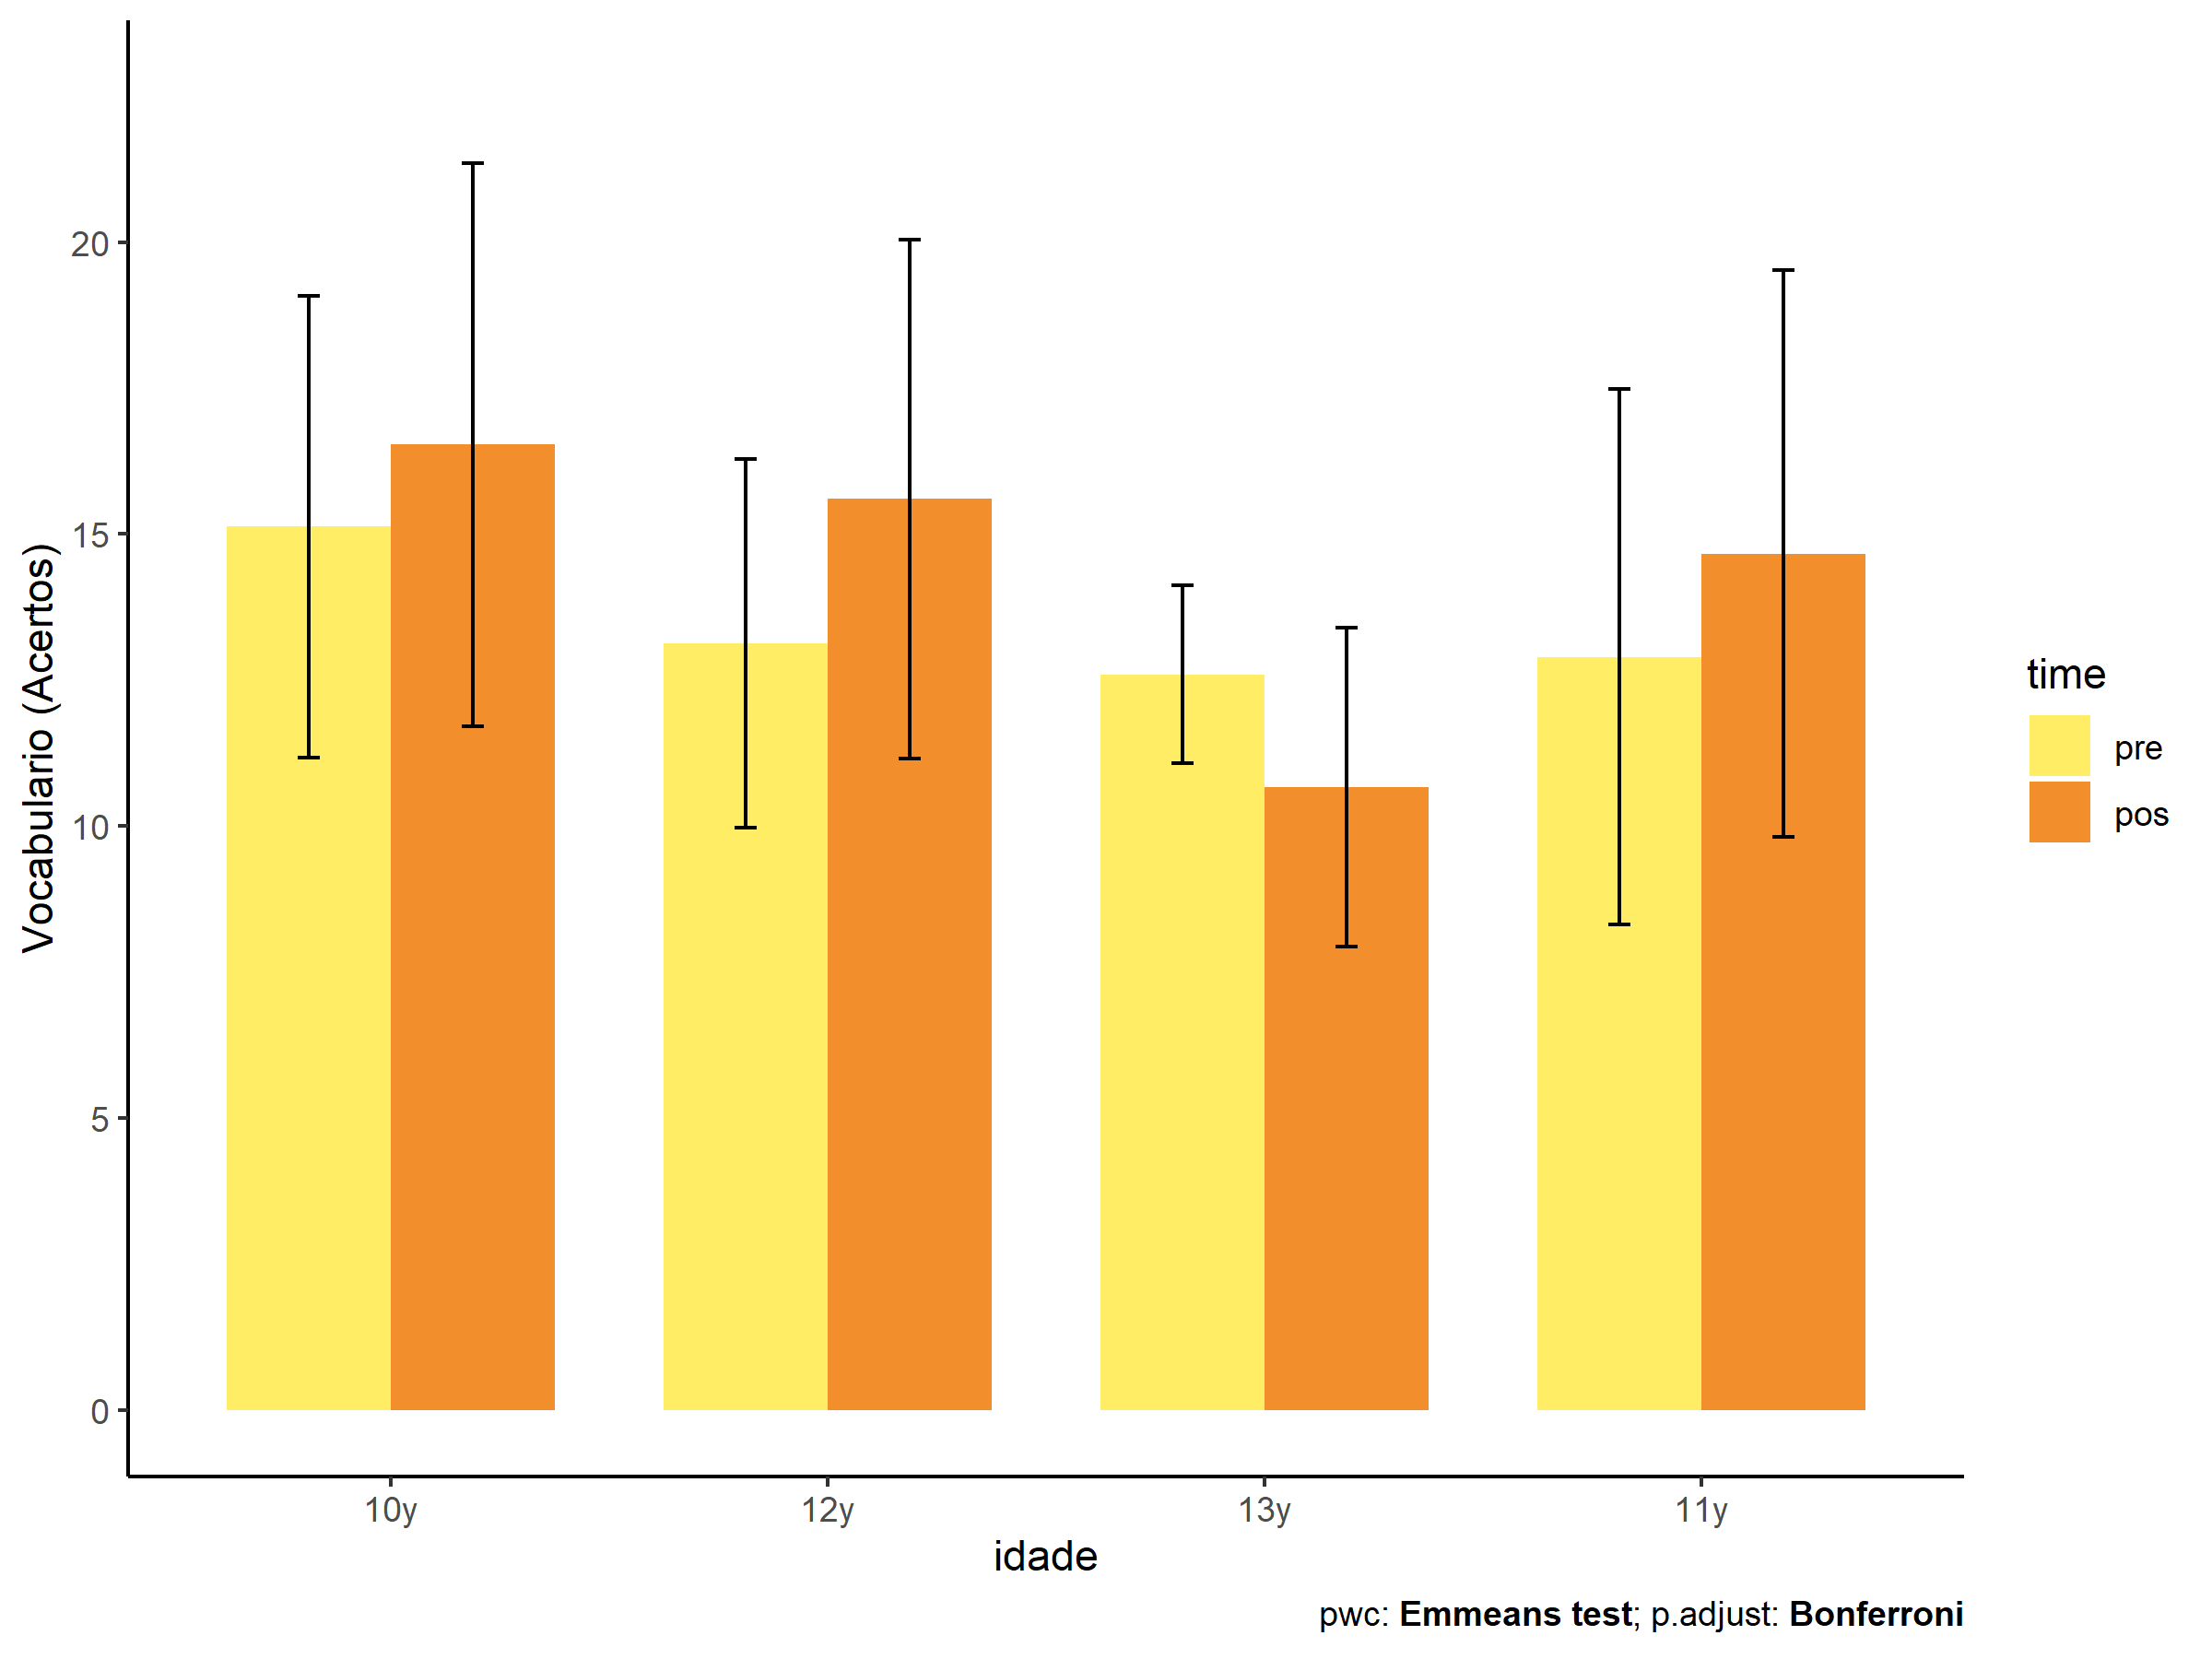 Vocabulario (Acertos)
20
15
10
5
0
10y
12y
13y
11y
idade
time
pre
pos
pwc: Emmeans test; p.adjust: Bonferroni